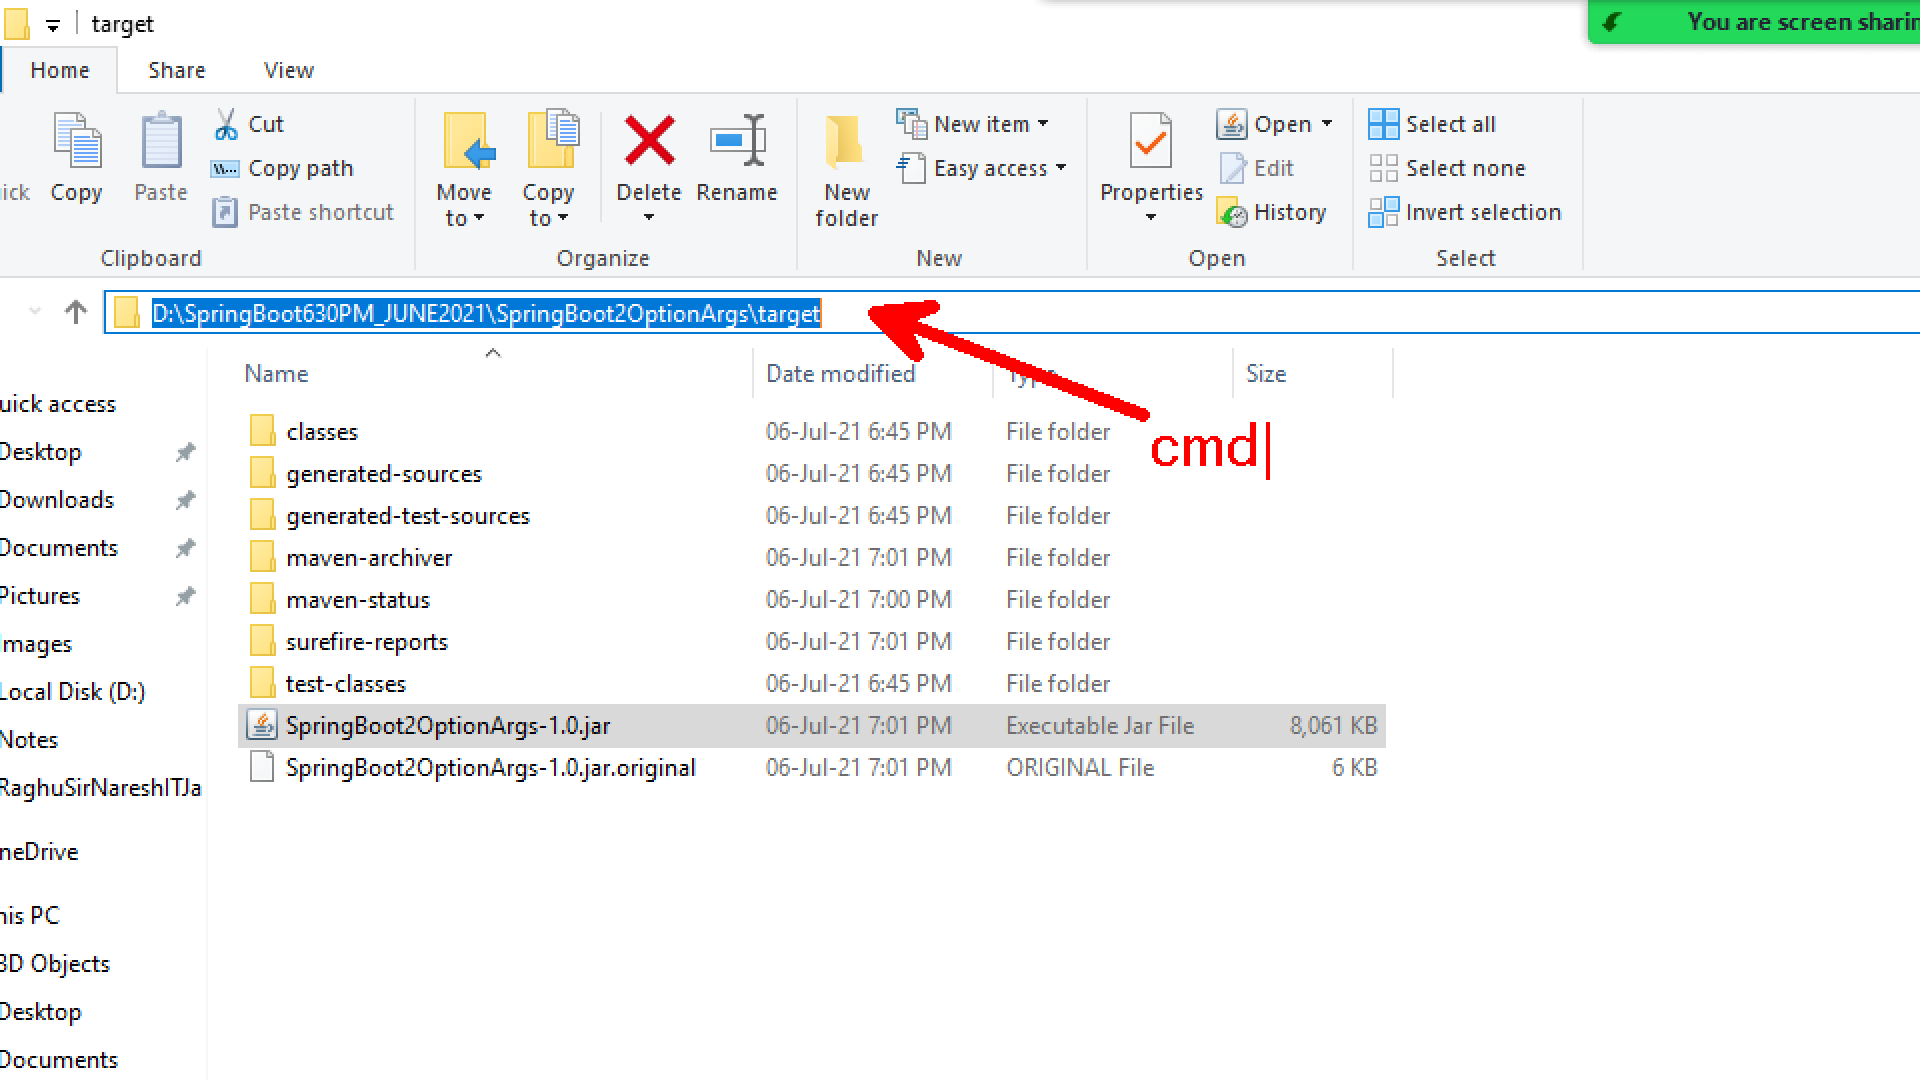 target
You are screen sharin
Home Share View
ick Copy Paste Cut Copy path Paste shortcut
Clipboard
Move to Copy to Delete Rename
Organize
New folder New item Easy access
New
Properties Open Edit History
Open
Select all Select none Invert selection
Select
D:\SpringBoot630PM_JUNE2021\SpringBoot2OptionArgs\target
cmd
Name Date modified Type Size
classes 06-Jul-21 6:45 PM File folder
generated-sources 06-Jul-21 6:45 PM File folder
generated-test-sources 06-Jul-21 6:45 PM File folder
maven-archiver 06-Jul-21 7:01 PM File folder
maven-status 06-Jul-21 7:00 PM File folder
surefire-reports 06-Jul-21 7:01 PM File folder
test-classes 06-Jul-21 6:45 PM File folder
SpringBoot2OptionArgs-1.0.jar 06-Jul-21 7:01 PM Executable Jar File 8,061 KB
SpringBoot2OptionArgs-1.0.jar.original 06-Jul-21 7:01 PM ORIGINAL File 6 KB
uick access
Desktop
Downloads
Documents
Pictures
Images
Local Disk (D:)
Notes
RaghuSirNareshITJa
neDrive
his PC
3D Objects
Desktop
Documents